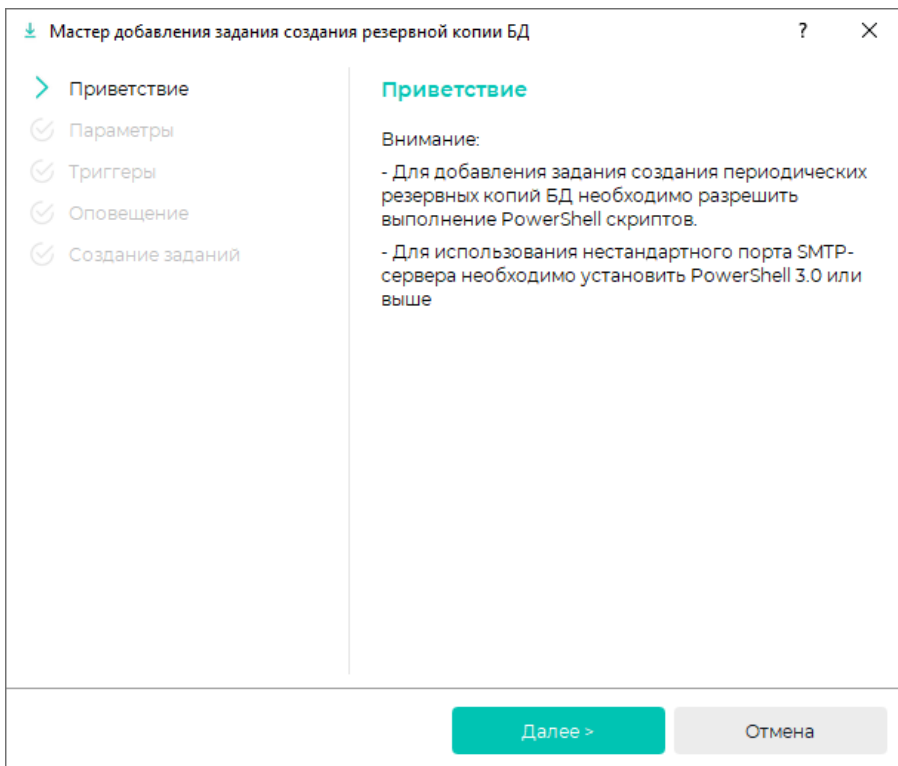 Мастер добавления задания создания резервной копии БД
?
Приветствие
Параметры
Триггеры
Оповещение
Создание заданий
Приветствие
Внимание:
- Для добавления задания создания периодических
резервных копий БД необходимо разрешить
выполнение PowerShell скриптов.
- Для использования нестандартного порта SMTP-
сервера необходимо установить PowerShell 3.0 или
выше
Далее >
Отмена